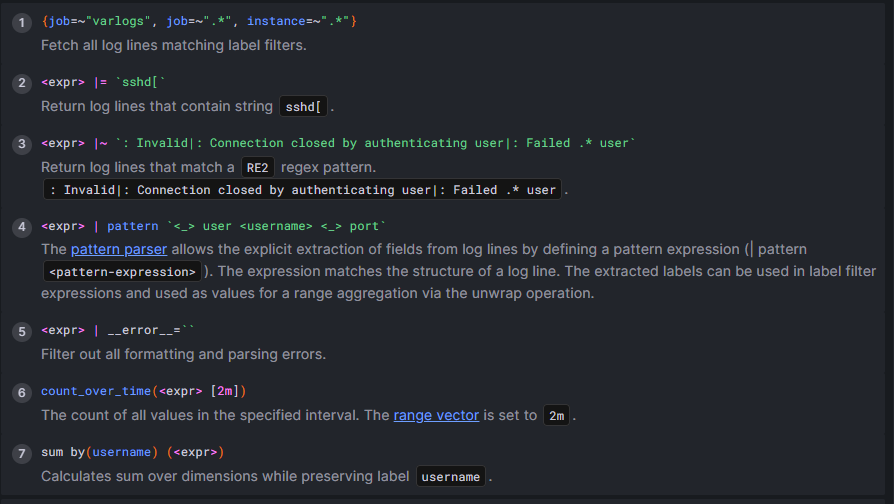 1 {job=~"varlogs", job=~".*", instance=~".*"}
Fetch all log lines matching label filters.
2 <expr> |= `sshd[`
Return log lines that contain string sshd[ .
3 <expr> |~ `: Invalid|: Connection closed by authenticating user|: Failed .* user`
Return log lines that match a RE2 regex pattern.
: Invalid|: Connection closed by authenticating user|: Failed .* user .
4 <expr> | pattern `<_> user <username> <_> port`
The pattern parser allows the explicit extraction of fields from log lines by defining a pattern expression (| pattern
<pattern-expression> ). The expression matches the structure of a log line. The extracted labels can be used in label filter
expressions and used as values for a range aggregation via the unwrap operation.
5 <expr> | __error__=``
Filter out all formatting and parsing errors.
6 count_over_time(<expr> [2m])
The count of all values in the specified interval. The range vector is set to 2m .
7 sum by(username) (<expr>)
Calculates sum over dimensions while preserving label username .